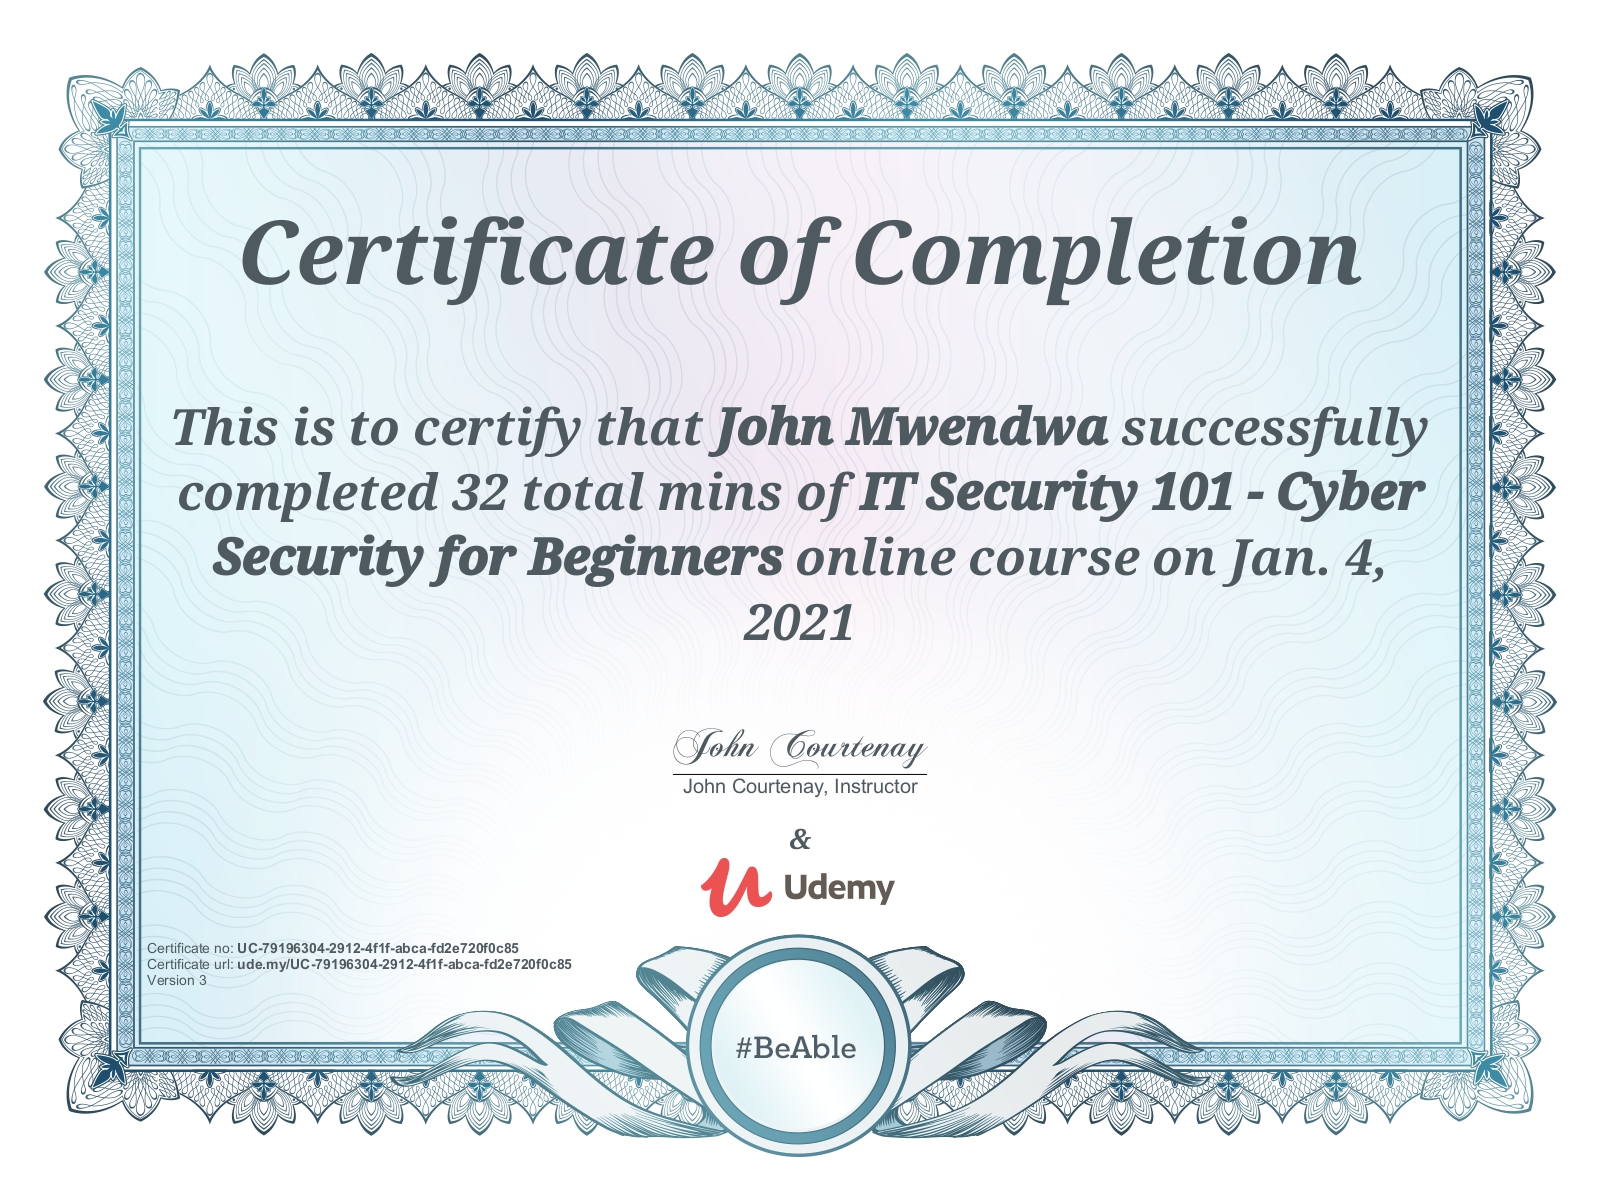 Certificate of Completion
This is to certify that John Mwendwa successfully
completed 32 total mins of IT Security 101 - Cyber
Security for Beginners online course on Jan. 4,
2021
John Courtenay
John Courtenay, Instructor
&
Udemy
Certificate no: UC-79196304-2912-4f1f-abca-fd2e720f0c85
Certificate url: ude.my/UC-79196304-2912-4f1f-abca-fd2e720f0c85
Version 3
#BeAble